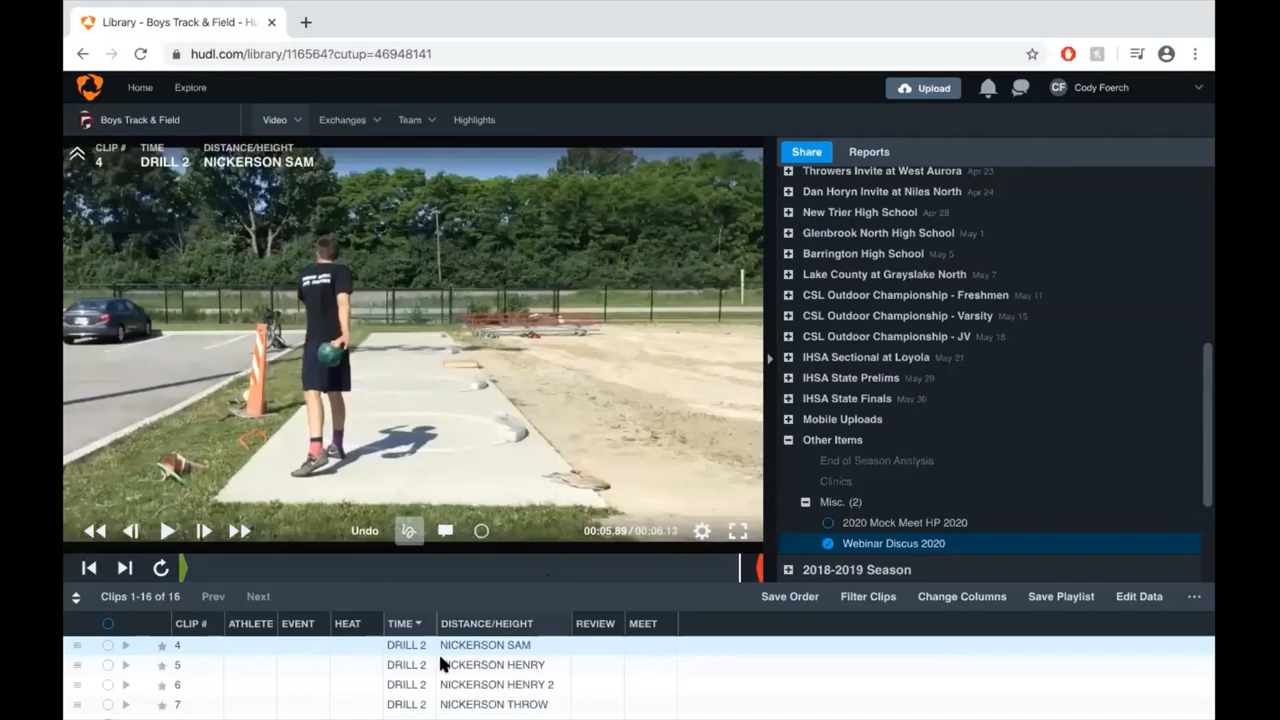 Library - Boys Track & Field - Hu
hudl.com/library/116564?cutup=46948141
Home
Explore
Upload
CF
Cody Foerch
Boys Track & Field
Video
Exchanges
Team
Highlights
CLIP #
TIME
DISTANCE/HEIGHT
4
DRILL 2
NICKERSON SAM
Share
Reports
Throwers Invite at West Aurora Apr 23
Dan Horyn Invite at Niles North Apr 24
New Trier High School Apr 28
Glenbrook North High School May 1
Barrington High School May 5
Lake County at Grayslake North May 7
CSL Outdoor Championship - Freshmen May 11
CSL Outdoor Championship - Varsity May 15
CSL Outdoor Championship - JV May 18
IHSA Sectional at Loyola May 21
IHSA State Prelims May 29
IHSA State Finals May 30
Mobile Uploads
Other Items
End of Season Analysis
Clinics
Misc. (2)
2020 Mock Meet HP 2020
Webinar Discus 2020
2018-2019 Season
Undo
00:05.89 / 00:06.13
Clips 1-16 of 16
Prev
Next
Save Order
Filter Clips
Change Columns
Save Playlist
Edit Data
CLIP # ATHLETE EVENT HEAT TIME DISTANCE/HEIGHT REVIEW MEET
4 DRILL 2 NICKERSON SAM
5 DRILL 2 NICKERSON HENRY
6 DRILL 2 NICKERSON HENRY 2
7 DRILL 2 NICKERSON THROW